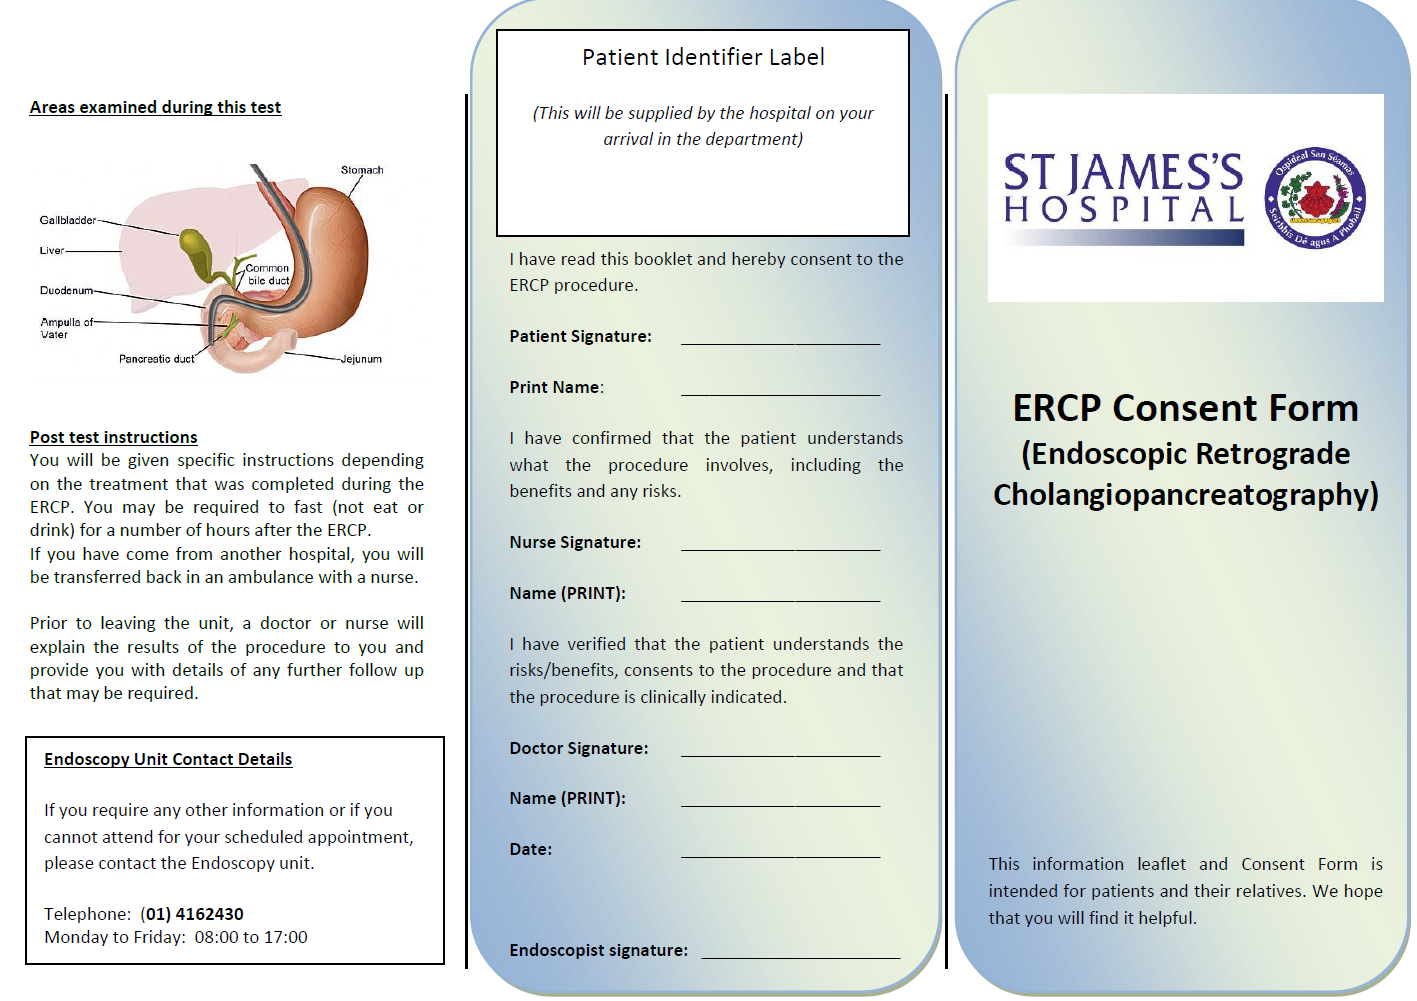 Areas examined during this test
Stomach
Gallbladder
Liver
Common
bile duct
Duodenum
Ampulla of
Vater
Pancreatic duct
Jejunum
Post test instructions
You will be given specific instructions depending
on the treatment that was completed during the
ERCP. You may be required to fast (not eat or
drink) for a number of hours after the ERCP.
If you have come from another hospital, you will
be transferred back in an ambulance with a nurse.
Prior to leaving the unit, a doctor or nurse will
explain the results of the procedure to you and
provide you with details of any further follow up
that may be required.
Endoscopy Unit Contact Details
If you require any other information or if you
cannot attend for your scheduled appointment,
please contact the Endoscopy unit.
Telephone: (01) 4162430
Monday to Friday: 08:00 to 17:00
Patient Identifier Label
(This will be supplied by the hospital on your
arrival in the department)
I have read this booklet and hereby consent to the
ERCP procedure.
Patient Signature:
Print Name:
I have confirmed that the patient understands
what the procedure involves, including the
benefits and any risks.
Nurse Signature:
Name (PRINT):
I have verified that the patient understands the
risks/benefits, consents to the procedure and that
the procedure is clinically indicated.
Doctor Signature:
Name (PRINT):
Date:
Endoscopist signature:
ST JAMES'S
HOSPITAL
Ospidéal San Séamas
Seirbhís Dé agus A Phobail
ERCP Consent Form
(Endoscopic Retrograde
Cholangiopancreatography)
This information leaflet and Consent Form is
intended for patients and their relatives. We hope
that you will find it helpful.